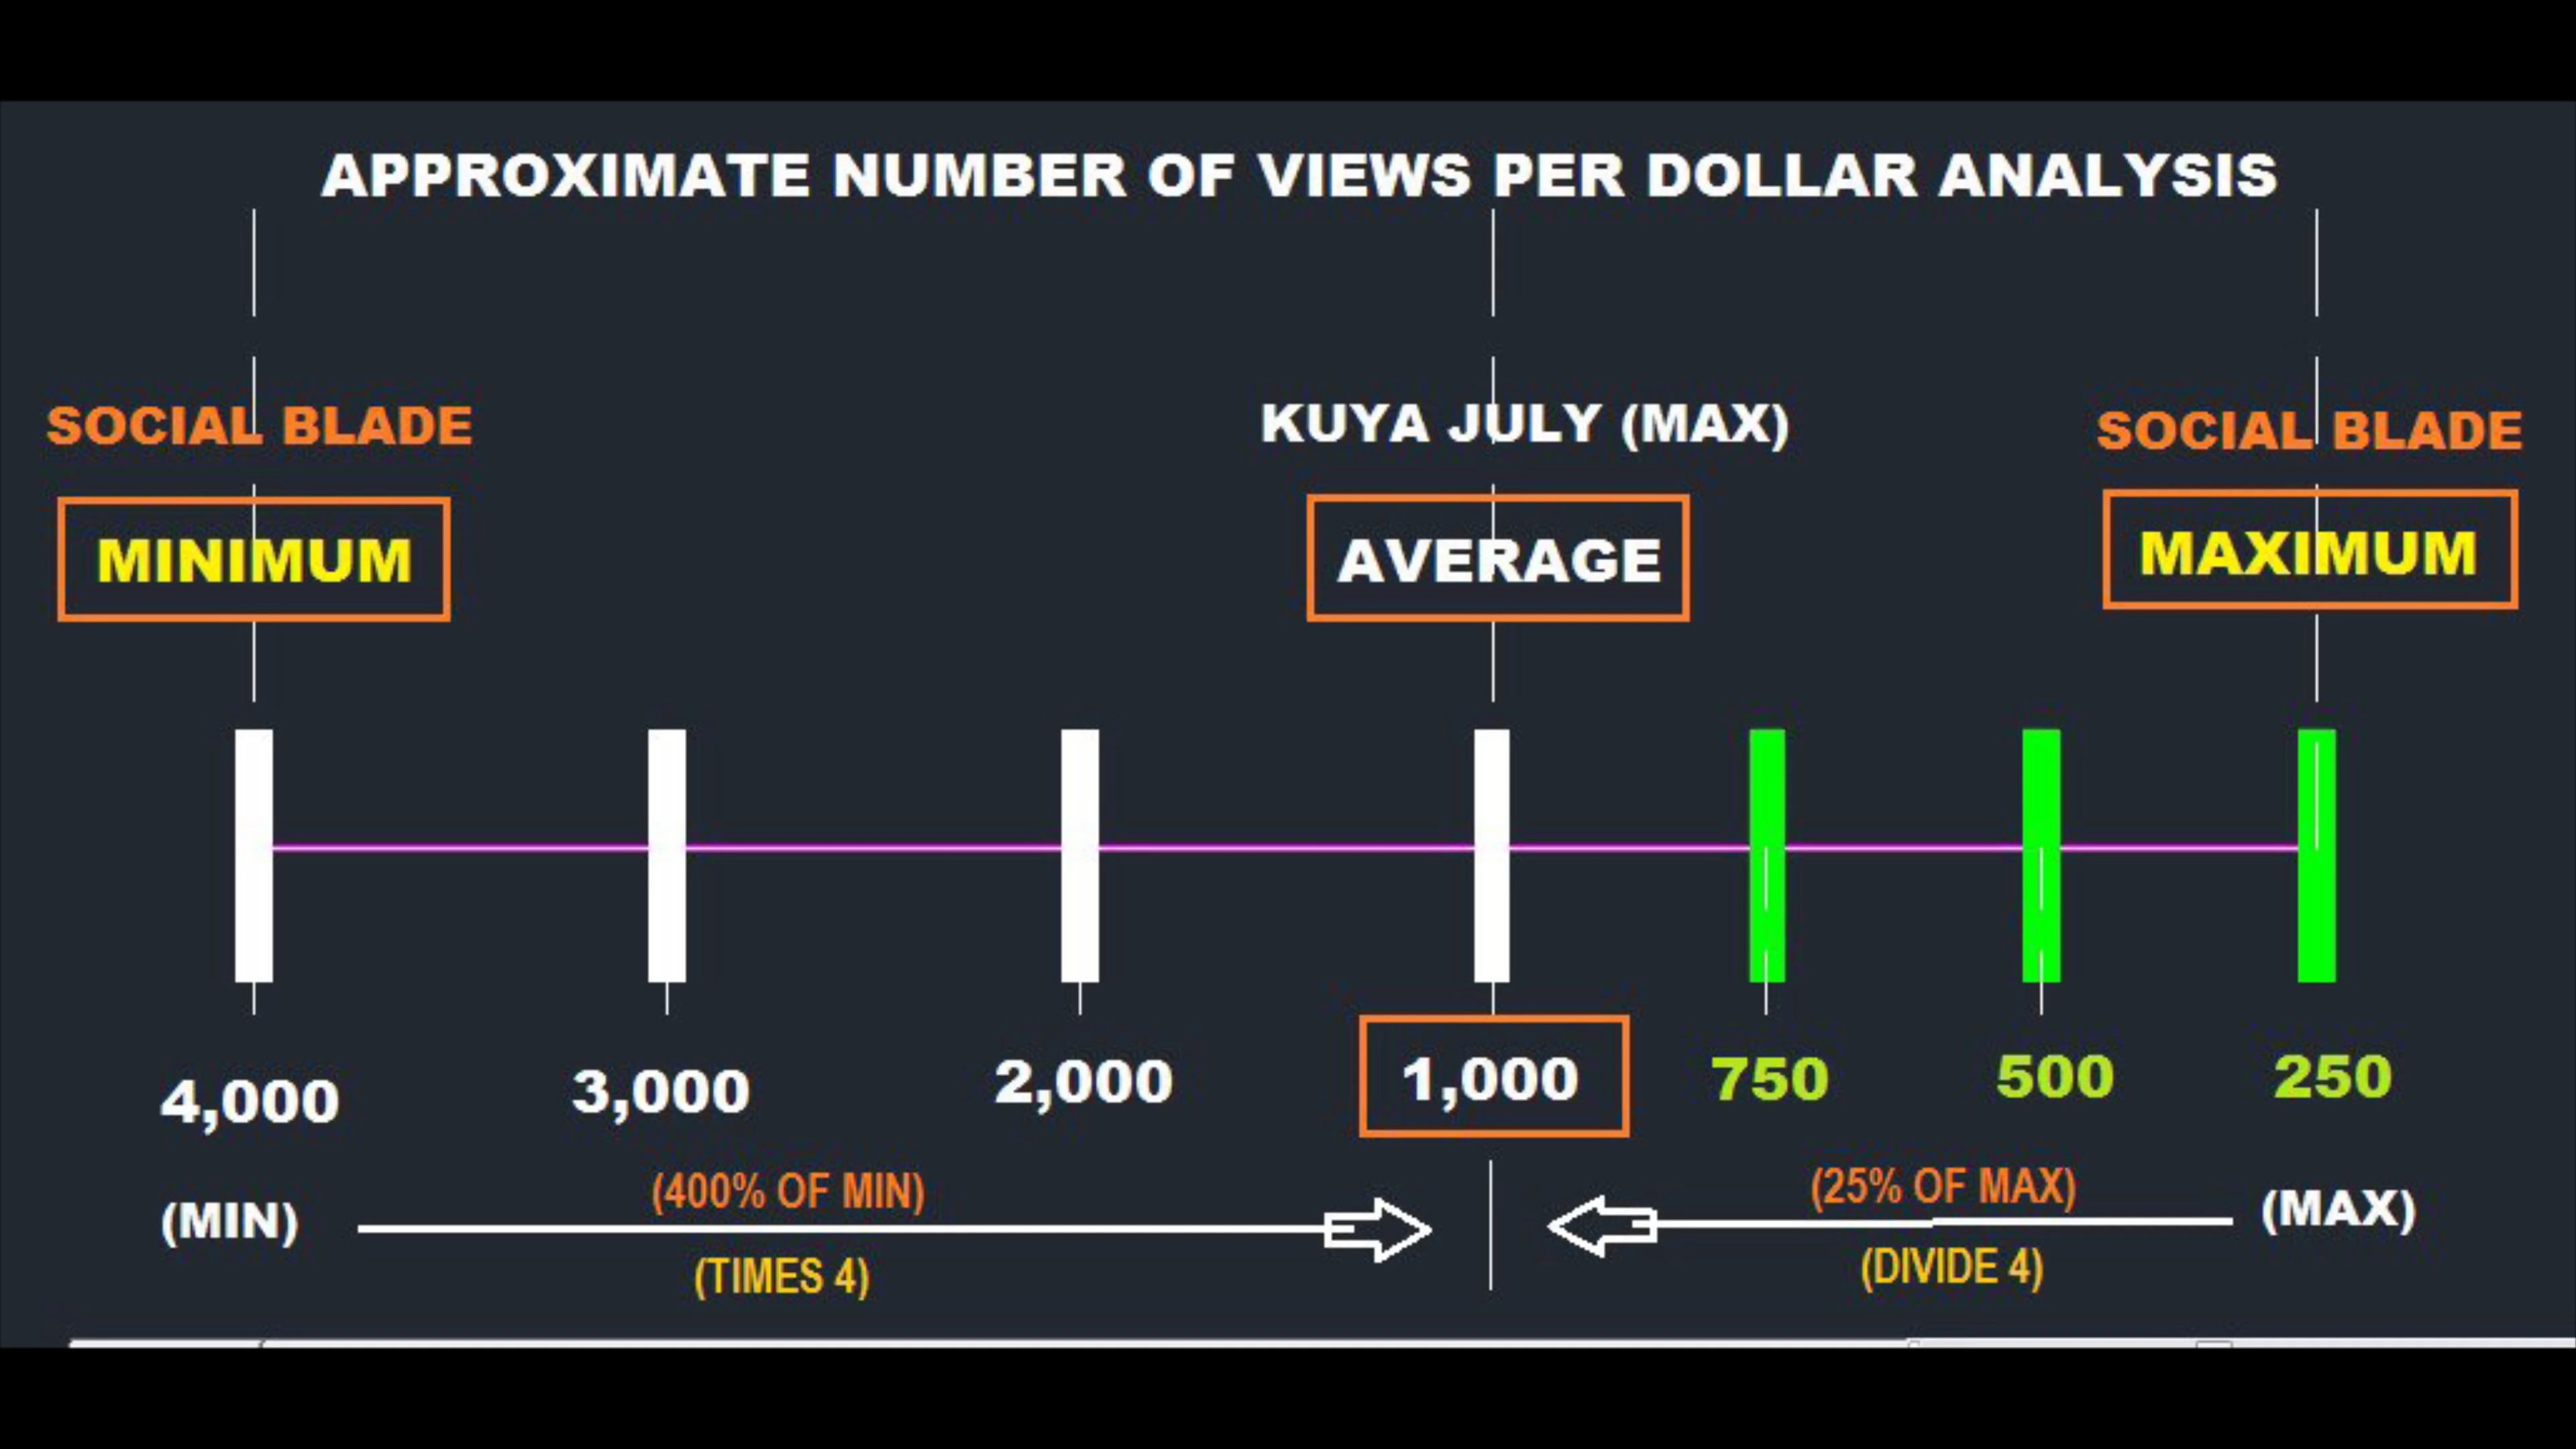 APPROXIMATE NUMBER OF VIEWS PER DOLLAR ANALYSIS
SOCIAL BLADE
KUYA JULY (MAX)
SOCIAL BLADE
MINIMUM
AVERAGE
MAXIMUM
4,000
3,000
2,000
1,000
750
500
250
(MIN)
(400% OF MIN)
(TIMES 4)
(25% OF MAX)
(DIVIDE 4)
(MAX)